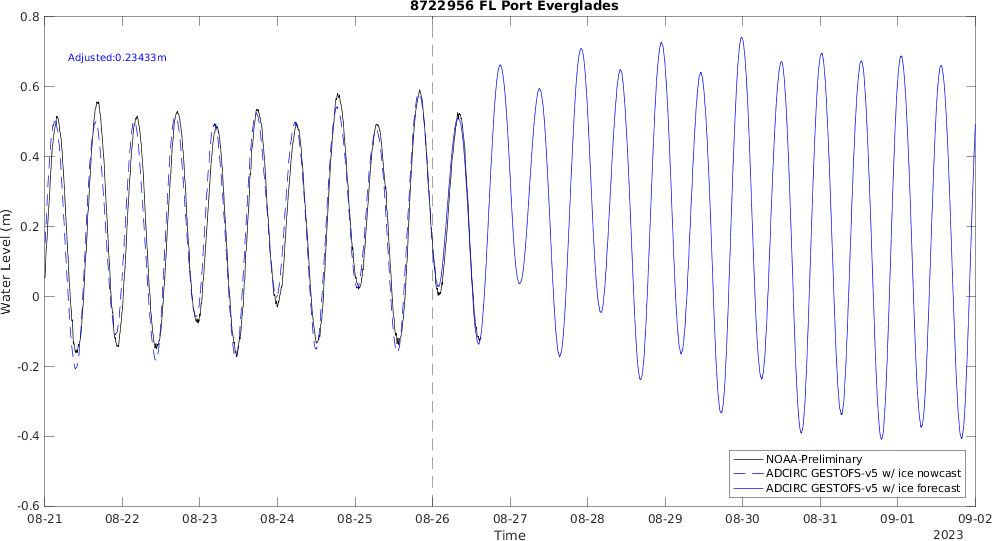 8722956 FL Port Everglades
Adjusted:0.23433m
Water Level (m)
0.8
0.6
0.4
0.2
0
-0.2
-0.4
-0.6
NOAA-Preliminary
ADCIRC GESTOFS-v5 w/ ice nowcast
ADCIRC GESTOFS-v5 w/ ice forecast
08-21 08-22 08-23 08-24 08-25 08-26 08-27 08-28 08-29 08-30 08-31 09-01 09-02
Time
2023